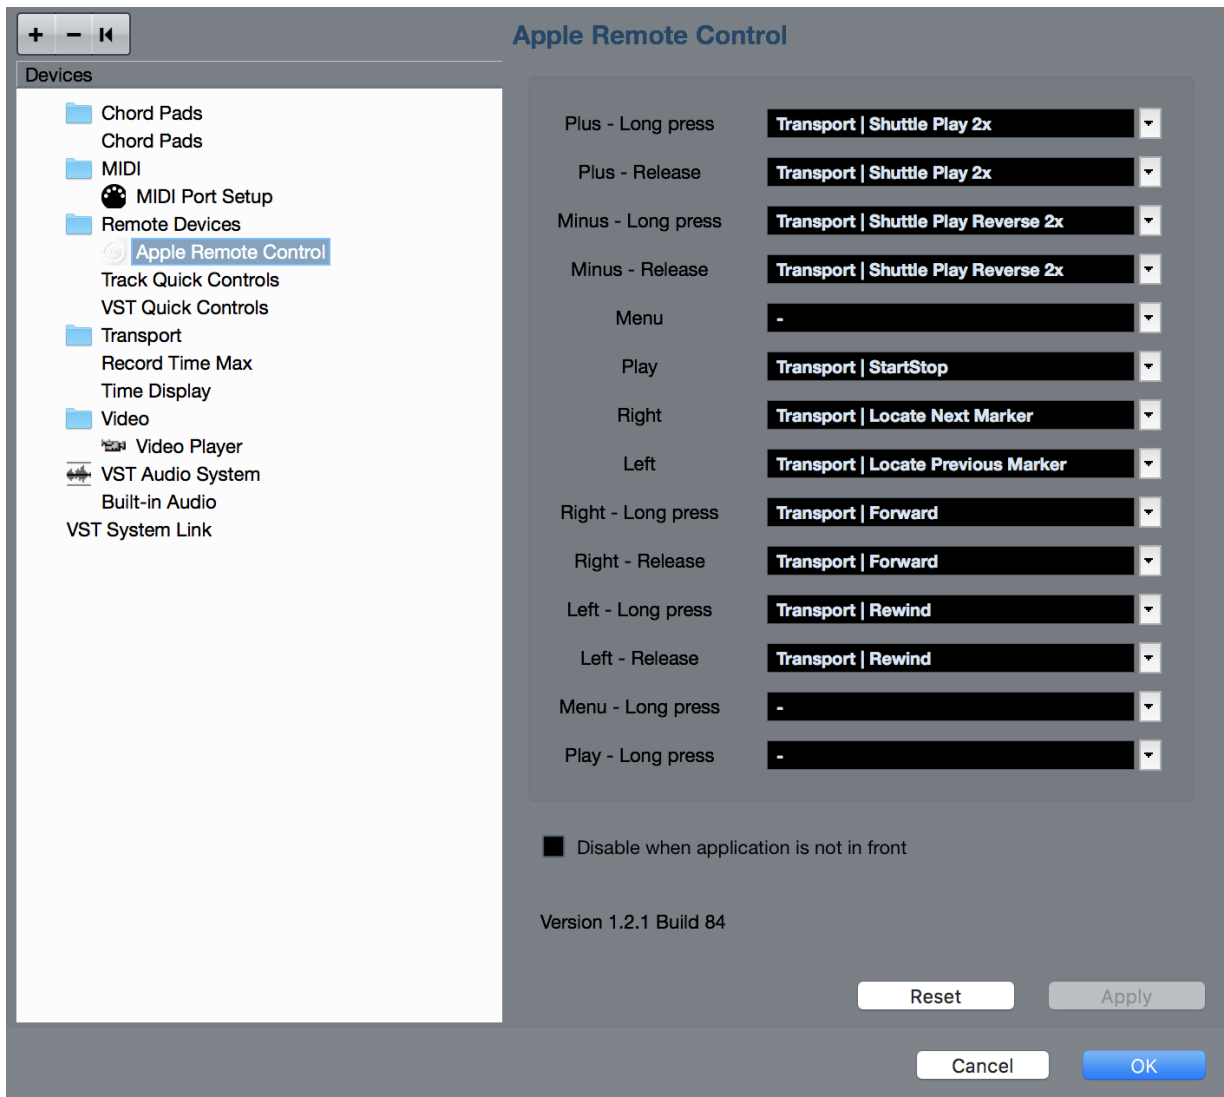 Apple Remote Control
Devices
Chord Pads
Chord Pads
MIDI
MIDI Port Setup
Remote Devices
Apple Remote Control
Track Quick Controls
VST Quick Controls
Transport
Record Time Max
Time Display
Video
Video Player
VST Audio System
Built-in Audio
VST System Link
Plus - Long press Transport | Shuttle Play 2x
Plus - Release Transport | Shuttle Play 2x
Minus - Long press Transport | Shuttle Play Reverse 2x
Minus - Release Transport | Shuttle Play Reverse 2x
Menu -
Play Transport | StartStop
Right Transport | Locate Next Marker
Left Transport | Locate Previous Marker
Right - Long press Transport | Forward
Right - Release Transport | Forward
Left - Long press Transport | Rewind
Left - Release Transport | Rewind
Menu - Long press -
Play - Long press -
Disable when application is not in front
Version 1.2.1 Build 84
Reset Apply
Cancel OK